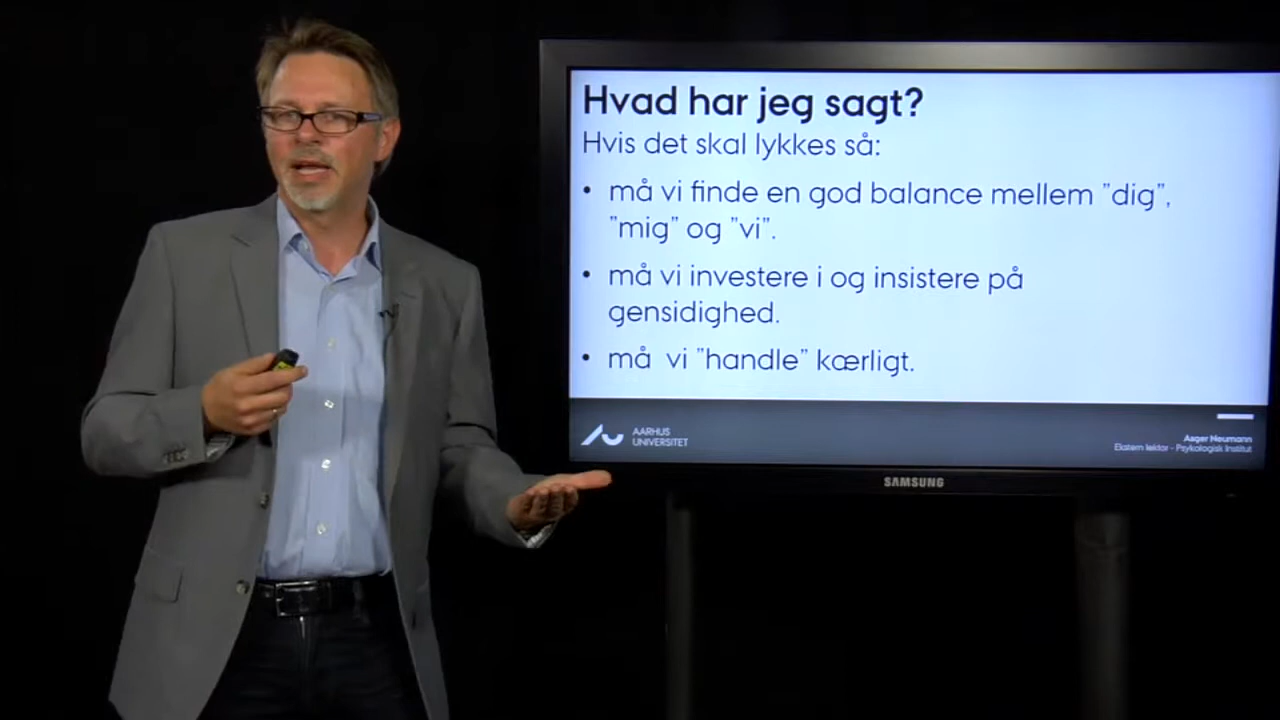 Hvad har jeg sagt?
Hvis det skal lykkes så:
• må vi finde en god balance mellem ”dig”,
”mig” og ”vi”.
• må vi investere i og insistere på
gensidighed.
• må  vi ”handle” kærligt.
AARHUS
UNIVERSITET
Asger Neumann
Ekstern lektor - Psykologisk Institut
SAMSUNG